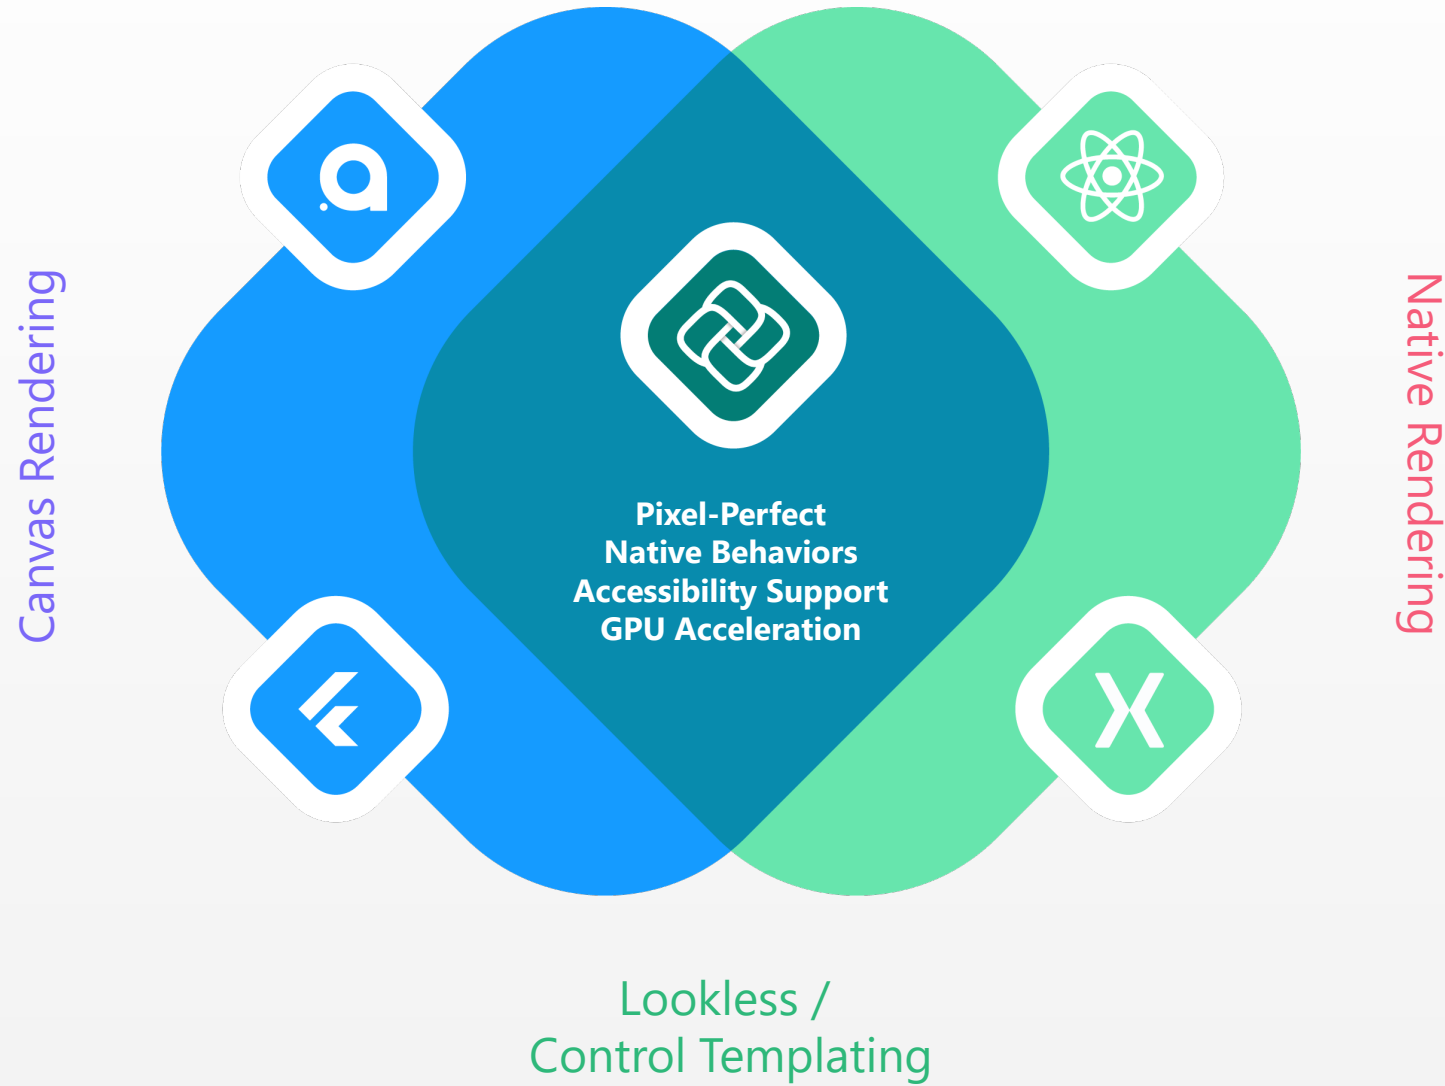 Canvas Rendering
Native Rendering
Pixel-Perfect
Native Behaviors
Accessibility Support
GPU Acceleration
Lookless /
Control Templating